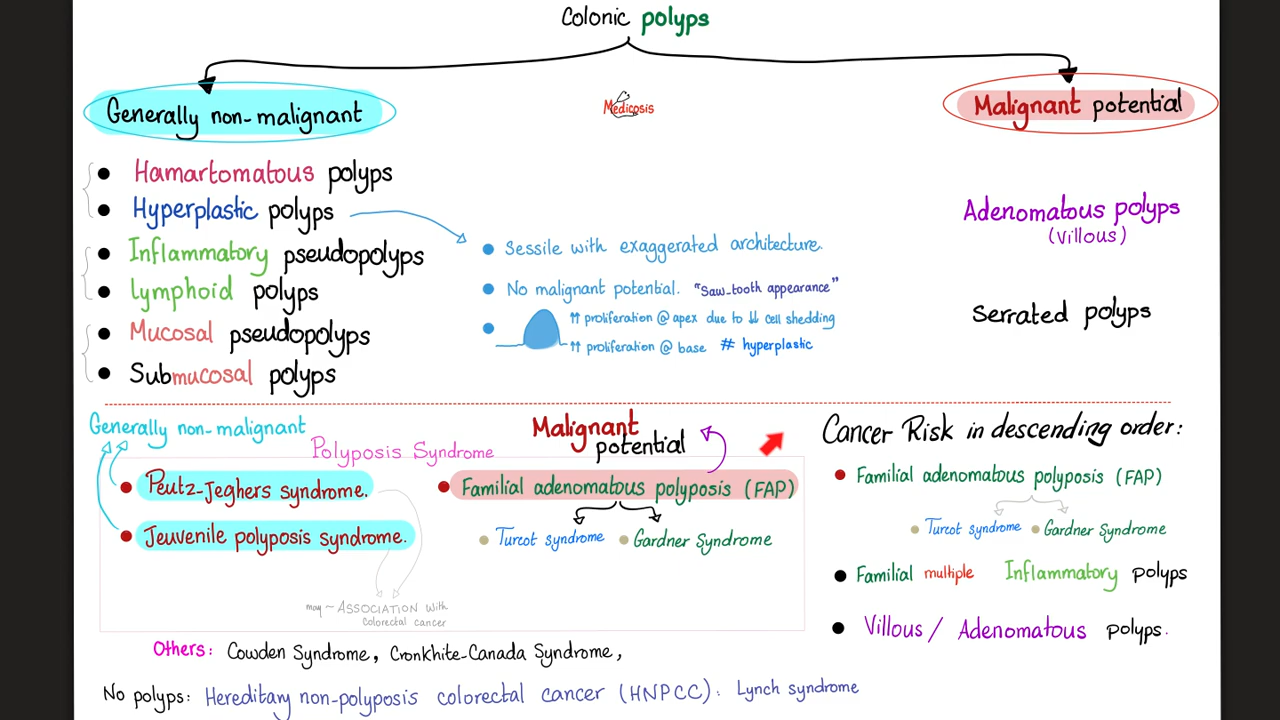 Colonic polyps
Generally non-malignant
Medicosis
Malignant potential
Hamartomatous polyps
Hyperplastic polyps
Inflammatory pseudopolyps
Lymphoid polyps
Mucosal pseudopolyps
Submucosal polyps
Sessile with exaggerated architecture.
No malignant potential. "Saw-tooth appearance"
↑↑ proliferation @ apex due to ↓↓ cell shedding
↑↑ proliferation @ base # hyperplastic
Adenomatous polyps
(Villous)
Serrated polyps
Generally non-malignant
Polyposis Syndrome
Malignant
potential
Peutz-Jeghers syndrome.
Jeuvenile polyposis syndrome.
Familial adenomatous polyposis (FAP)
Turcot syndrome
Gardner Syndrome
may ~ ASSOCIATION with
colorectal cancer
Cancer Risk in descending order:
Familial adenomatous polyposis (FAP)
Turcot syndrome
Gardner Syndrome
Familial multiple Inflammatory polyps
Villous/ Adenomatous polyps.
Others: Cowden Syndrome, Cronkhite-Canada Syndrome,
No polyps: Hereditary non-polyposis colorectal cancer (HNPCC). Lynch syndrome